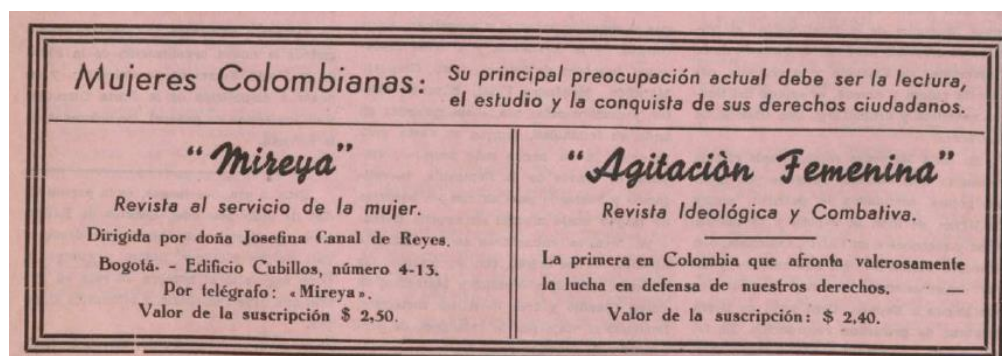 Mujeres Colombianas:
Su principal preocupación actual debe ser la lectura,
el estudio y la conquista de sus derechos ciudadanos.
“Mireya”
Revista al servicio de la mujer.
Dirigida por doña Josefina Canal de Reyes.
Bogotá. - Edificio Cubillos, número 4-13.
Por telégrafo: «Mireya».
Valor de la suscripción $ 2,50.
“Agitaciòn Femenina”
Revista Ideológica y Combativa.
La primera en Colombia que afronta valerosamente
la lucha en defensa de nuestros derechos. —
Valor de la suscripción: $ 2,40.